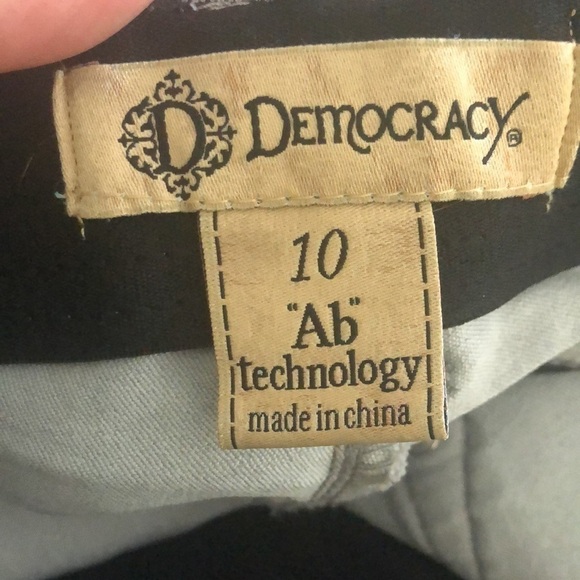 D DEMOCRACY®
10
"Ab"
technology
made in china